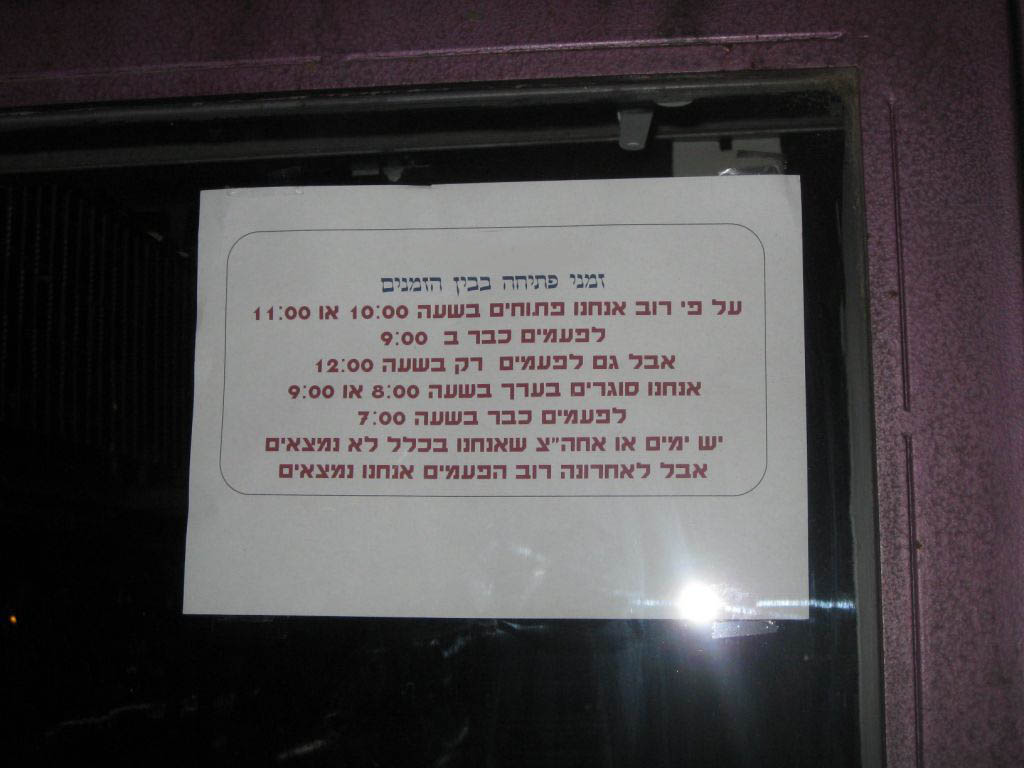 זמני פתיחה בבין הזמנים
על פי רוב אנחנו פתוחים בשעה 10:00 או 11:00
לפעמים כבר ב 9:00
אבל גם לפעמים רק בשעה 12:00
אנחנו סוגרים בערך בשעה 8:00 או 9:00
לפעמים כבר בשעה 7:00
יש ימים או אחה"צ שאנחנו בכלל לא נמצאים
אבל לאחרונה רוב הפעמים אנחנו נמצאים